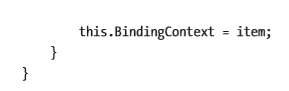 this.BindingContext = item;
}
}